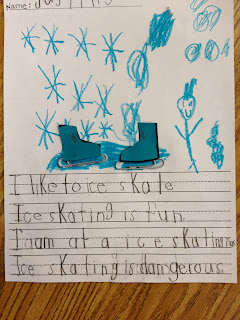 Name:
I like to ice skate
Ice skating is fun
I'am at a ice skating
Ice skating is dangerous.